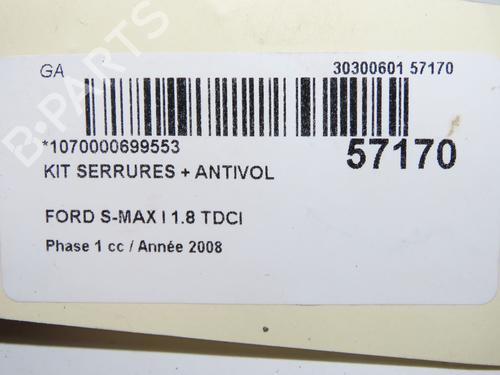 GA 30300601 57170
*1070000699553 57170
KIT SERRURES + ANTIVOL
FORD S-MAX I 1.8 TDCI
Phase 1 cc / Année 2008
B-PARTS